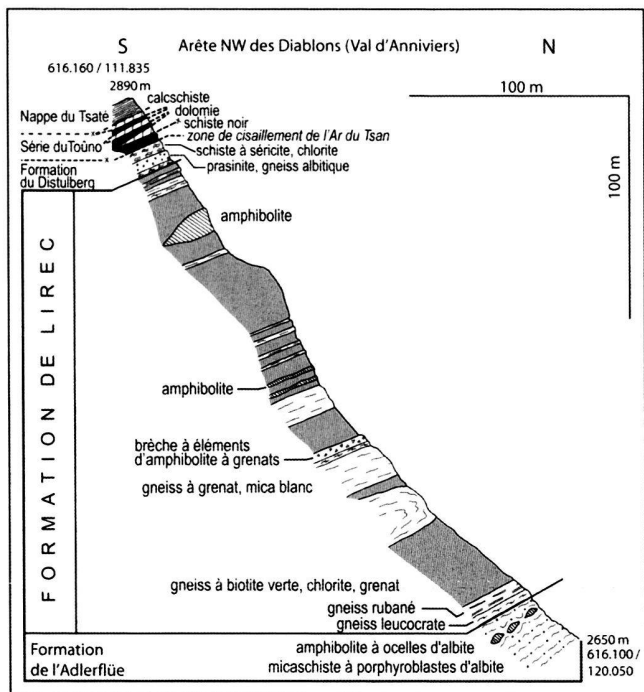 S Arête NW des Diablons (Val d'Anniviers) N
616.160 / 111.835
2890 m
100 m
100 m
calcschiste
dolomie
Nappe du Tsaté
schiste noir
zone de cisaillement de l'Ar du Tsan
Série du Toûno
schiste à séricite, chlorite
prasinite, gneiss albitique
Formation
du Distulberg
amphibolite
FORMATION DE LIREC
amphibolite
brèche à éléments
d'amphibolite à grenats
gneiss à grenat, mica blanc
gneiss à biotite verte, chlorite, grenat
gneiss rubané
gneiss leucocrate
2650 m
616.100 /
120.050
Formation
de l'Adlerflüe
amphibolite à ocelles d'albite
micaschiste à porphyroblastes d'albite